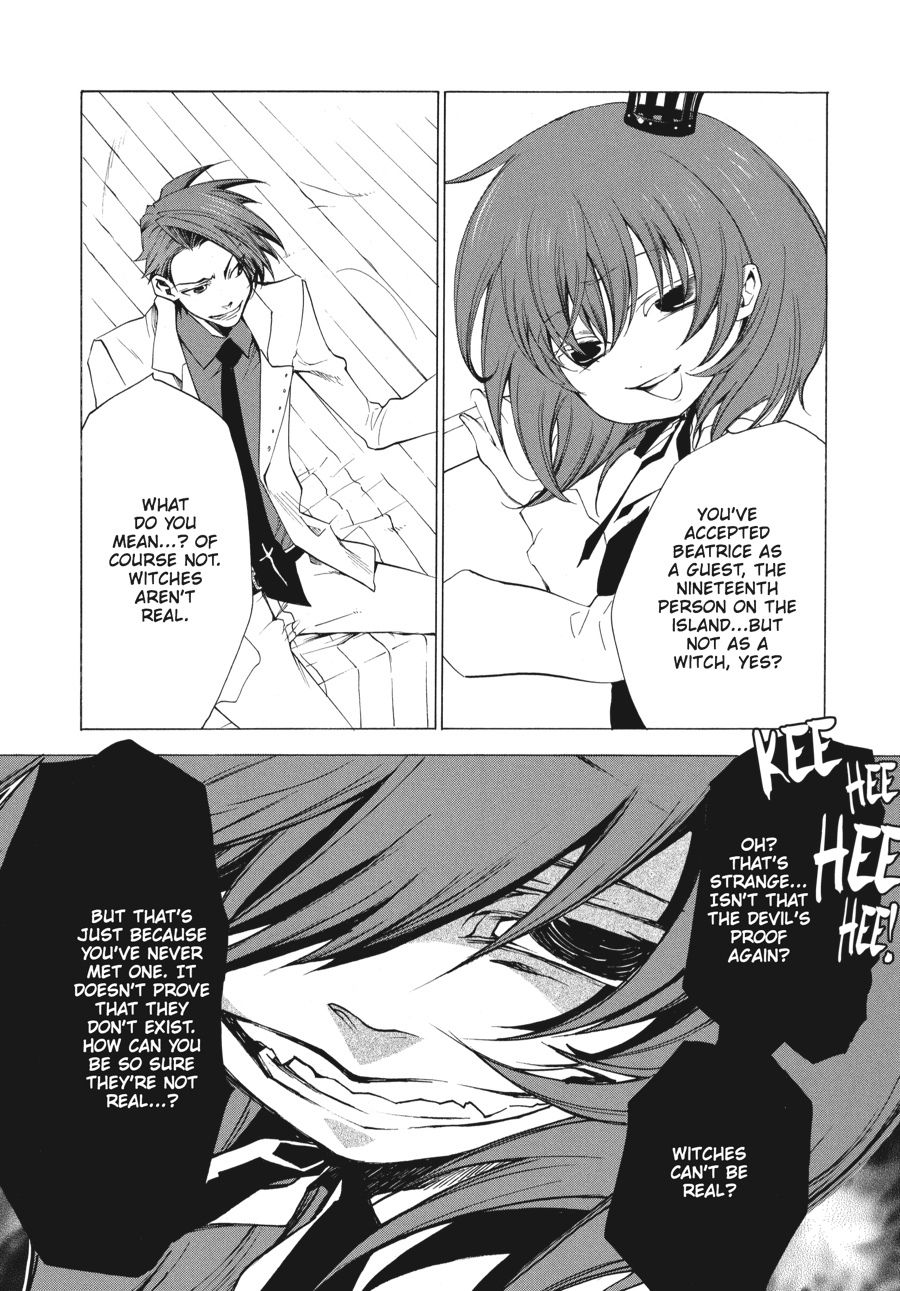 YOU'VE
ACCEPTED
BEATRICE AS
A GUEST, THE
NINETEENTH
PERSON ON THE
ISLAND...BUT
NOT AS A
WITCH, YES?
WHAT
DO YOU
MEAN...? OF
COURSE NOT.
WITCHES
AREN'T
REAL.
KEE
HEE
HEE
HEE!
OH?
THAT'S
STRANGE...
ISN'T THAT
THE DEVIL'S
PROOF
AGAIN?
WITCHES
CAN'T BE
REAL?
BUT THAT'S
JUST BECAUSE
YOU'VE NEVER
MET ONE. IT
DOESN'T PROVE
THAT THEY
DON'T EXIST.
HOW CAN YOU
BE SO SURE
THEY'RE NOT
REAL...?